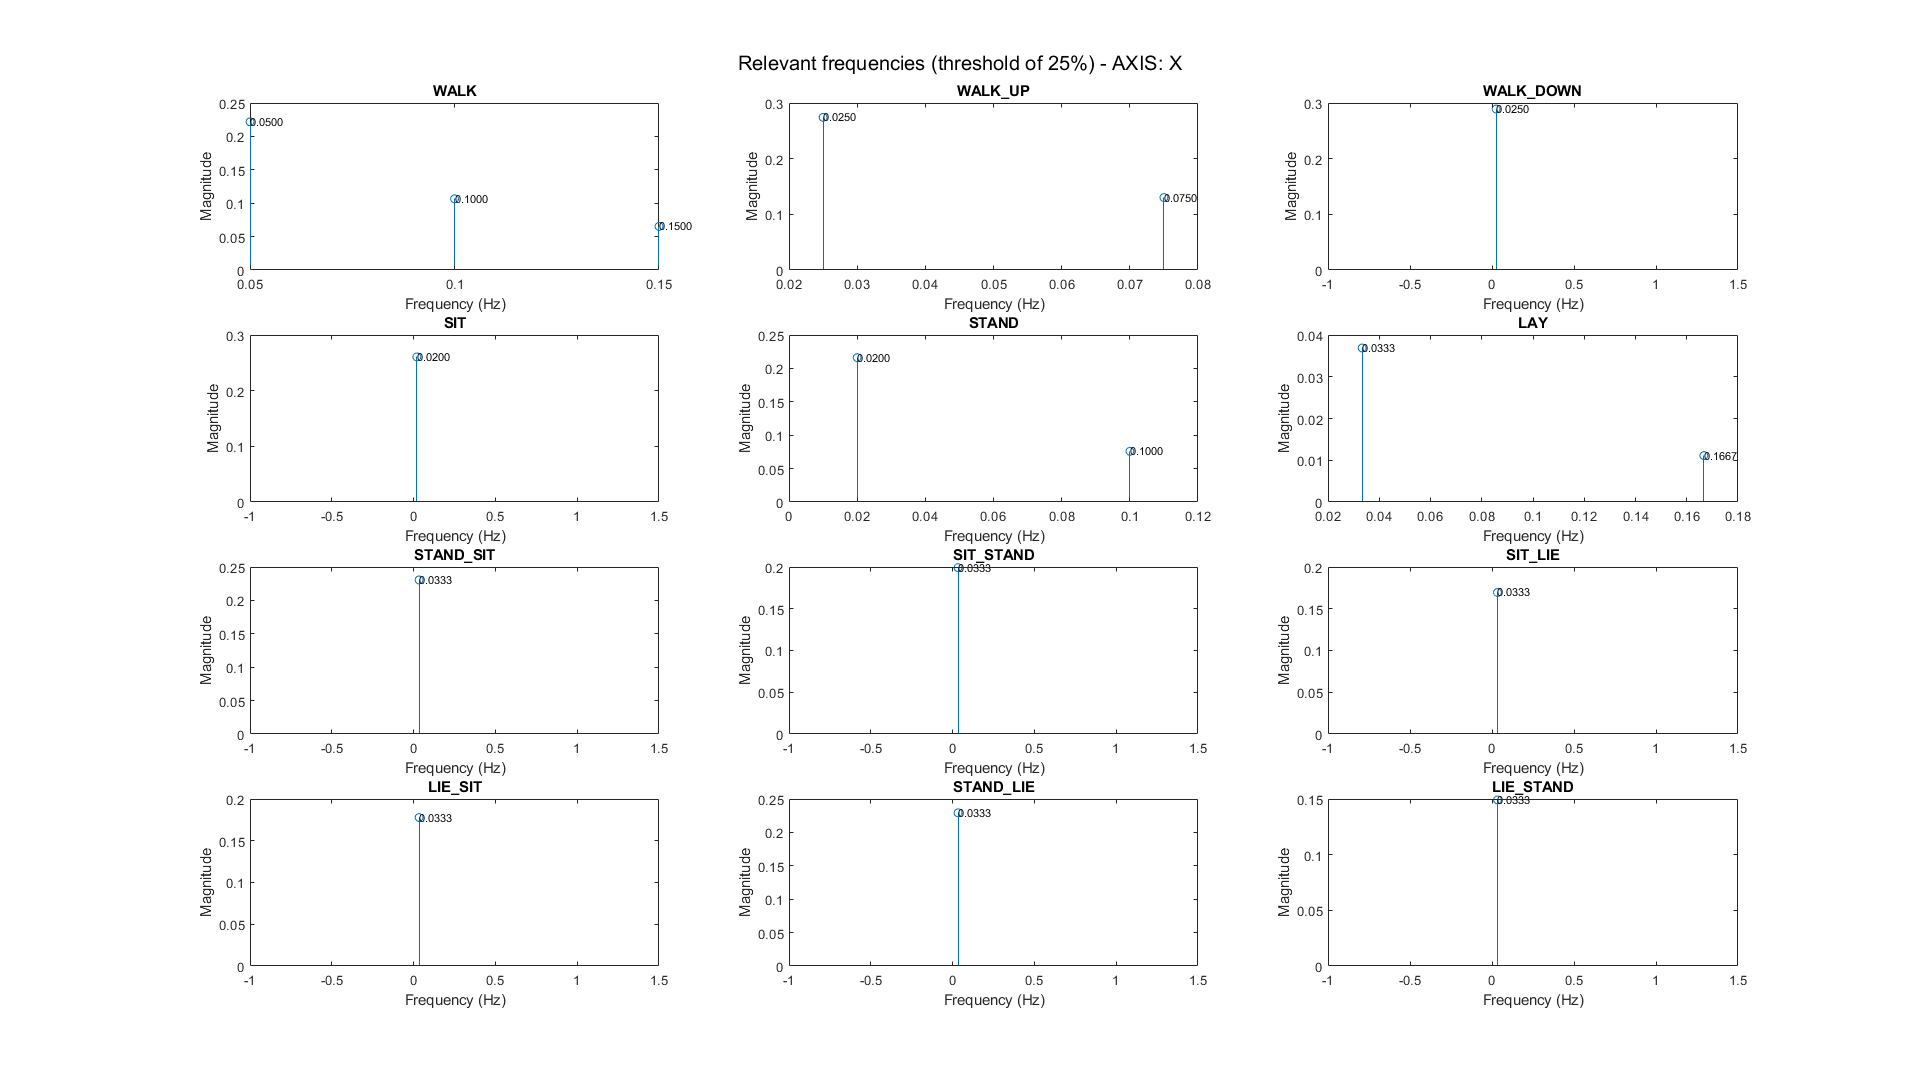 Relevant frequencies (threshold of 25%) - AXIS: X
WALK
0.25
0.2
0.15
0.1
0.05
0
Magnitude
0.0500
0.1000
0.1500
0.05 0.1 0.15
Frequency (Hz)
WALK_UP
0.3
0.2
0.1
0
Magnitude
0.0250
0.0750
0.02 0.03 0.04 0.05 0.06 0.07 0.08
Frequency (Hz)
WALK_DOWN
0.3
0.2
0.1
0
Magnitude
0.0250
-1 -0.5 0 0.5 1 1.5
Frequency (Hz)
SIT
0.3
0.2
0.1
0
Magnitude
0.0200
-1 -0.5 0 0.5 1 1.5
Frequency (Hz)
STAND
0.25
0.2
0.15
0.1
0.05
0
Magnitude
0.0200
0.1000
0 0.02 0.04 0.06 0.08 0.1 0.12
Frequency (Hz)
LAY
0.04
0.03
0.02
0.01
0
Magnitude
0.0333
0.1667
0.02 0.04 0.06 0.08 0.1 0.12 0.14 0.16 0.18
Frequency (Hz)
STAND_SIT
0.25
0.2
0.15
0.1
0.05
0
Magnitude
0.0333
-1 -0.5 0 0.5 1 1.5
Frequency (Hz)
SIT_STAND
0.2
0.15
0.1
0.05
0
Magnitude
0.0333
-1 -0.5 0 0.5 1 1.5
Frequency (Hz)
SIT_LIE
0.2
0.15
0.1
0.05
0
Magnitude
0.0333
-1 -0.5 0 0.5 1 1.5
Frequency (Hz)
LIE_SIT
0.2
0.15
0.1
0.05
0
Magnitude
0.0333
-1 -0.5 0 0.5 1 1.5
Frequency (Hz)
STAND_LIE
0.25
0.2
0.15
0.1
0.05
0
Magnitude
0.0333
-1 -0.5 0 0.5 1 1.5
Frequency (Hz)
LIE_STAND
0.15
0.1
0.05
0
Magnitude
0.0333
-1 -0.5 0 0.5 1 1.5
Frequency (Hz)